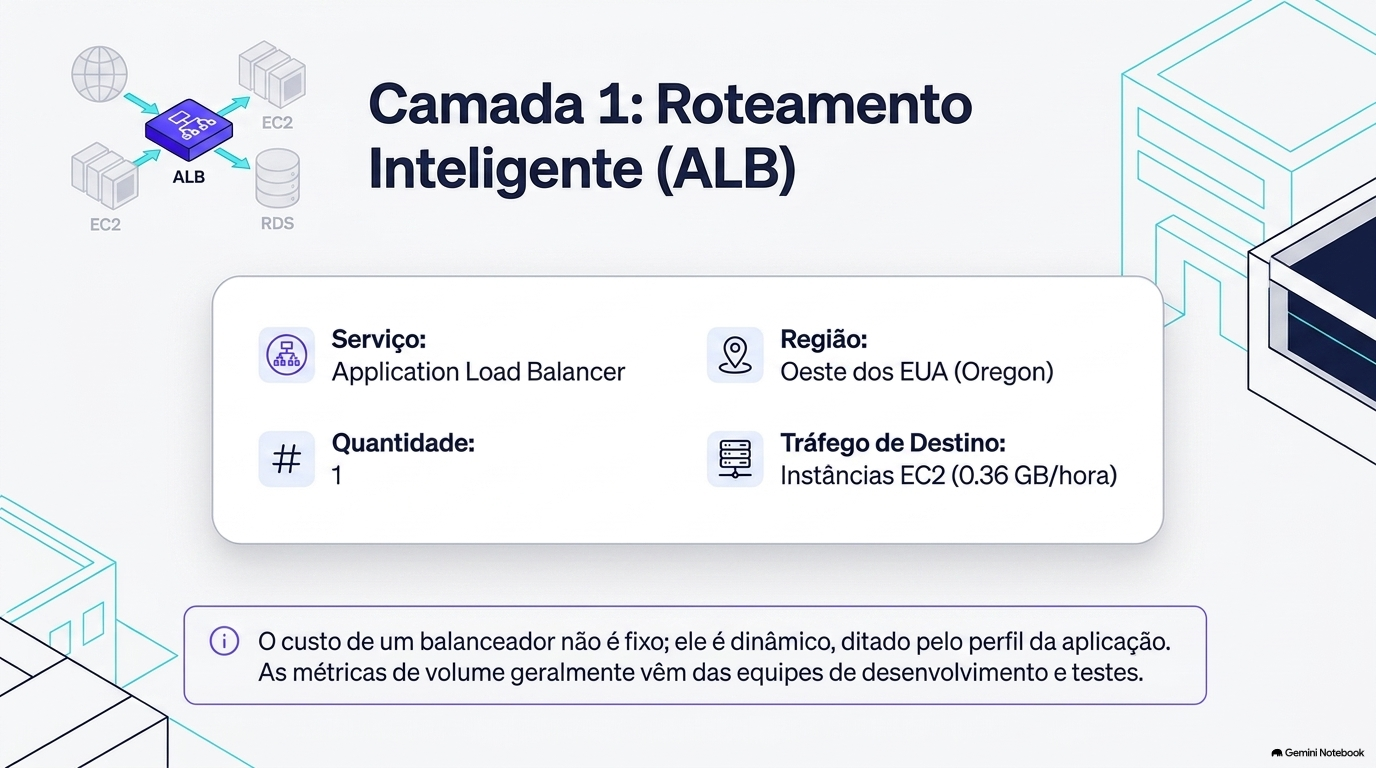 EC2
ALB
EC2
RDS
Camada 1: Roteamento
Inteligente (ALB)
Serviço:
Application Load Balancer
Região:
Oeste dos EUA (Oregon)
Quantidade:
1
Tráfego de Destino:
Instâncias EC2 (0.36 GB/hora)
O custo de um balanceador não é fixo; ele é dinâmico, ditado pelo perfil da aplicação.
As métricas de volume geralmente vêm das equipes de desenvolvimento e testes.
Gemini Notebook